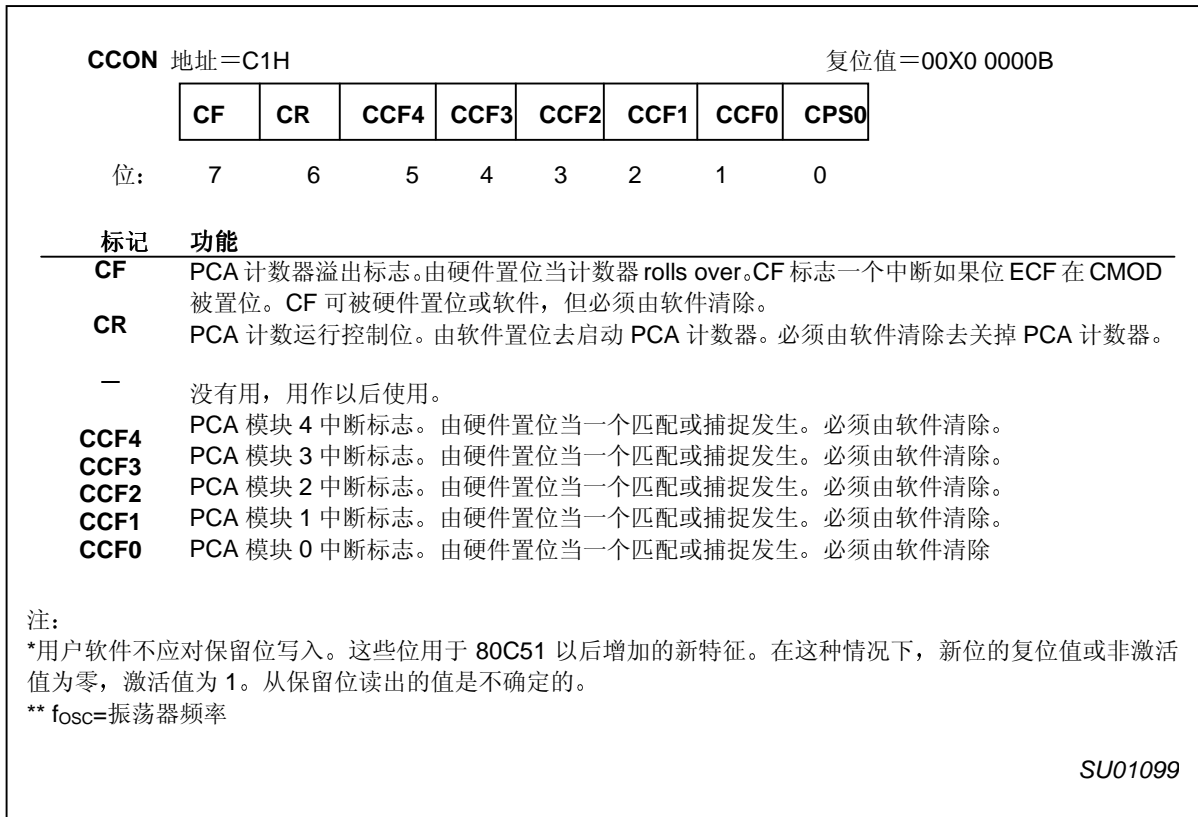 CCON 地址＝C1H 复位值＝00X0 0000B
CF CR CCF4 CCF3 CCF2 CCF1 CCF0 CPS0
位： 7 6 5 4 3 2 1 0
标记 功能
CF PCA 计数器溢出标志。由硬件置位当计数器 rolls over。CF 标志一个中断如果位 ECF 在 CMOD
被置位。CF 可被硬件置位或软件，但必须由软件清除。
CR PCA 计数运行控制位。由软件置位去启动 PCA 计数器。必须由软件清除去关掉 PCA 计数器。
— 没有用，用作以后使用。
CCF4 PCA 模块 4 中断标志。由硬件置位当一个匹配或捕捉发生。必须由软件清除。
CCF3 PCA 模块 3 中断标志。由硬件置位当一个匹配或捕捉发生。必须由软件清除。
CCF2 PCA 模块 2 中断标志。由硬件置位当一个匹配或捕捉发生。必须由软件清除。
CCF1 PCA 模块 1 中断标志。由硬件置位当一个匹配或捕捉发生。必须由软件清除。
CCF0 PCA 模块 0 中断标志。由硬件置位当一个匹配或捕捉发生。必须由软件清除
注：
*用户软件不应对保留位写入。这些位用于 80C51 以后增加的新特征。在这种情况下，新位的复位值或非激活
值为零，激活值为 1。从保留位读出的值是不确定的。
** fOSC=振荡器频率
SU01099